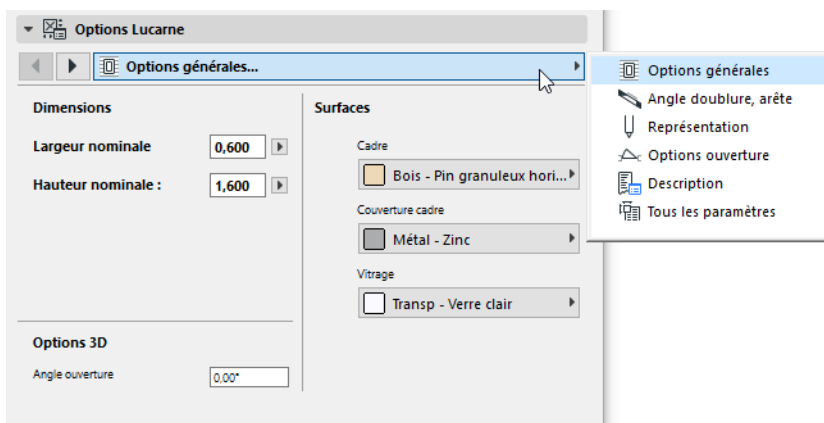 Options Lucarne
Options générales...
Dimensions
Largeur nominale 0,600
Hauteur nominale : 1,600
Options 3D
Angle ouverture 0,00°
Surfaces
Cadre
Bois - Pin granuleux hori...
Couverture cadre
Métal - Zinc
Vitrage
Transp - Verre clair
Options générales
Angle doublure, arête
Représentation
Options ouverture
Description
Tous les paramètres